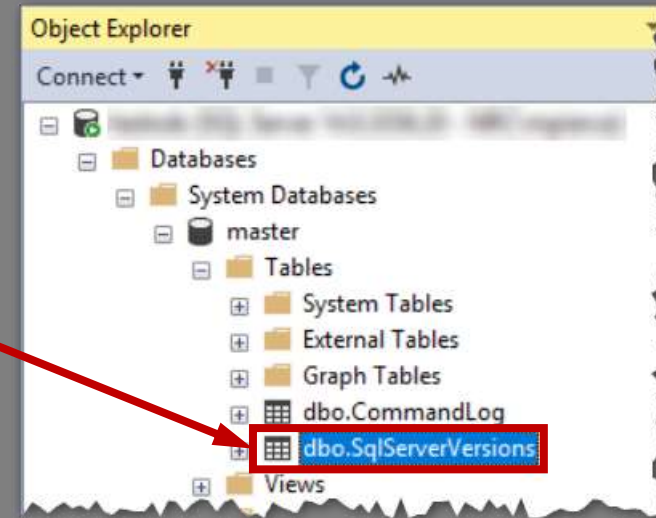 Object Explorer
Connect
Databases
System Databases
master
Tables
System Tables
External Tables
Graph Tables
dbo.CommandLog
dbo.SqlServerVersions
Views